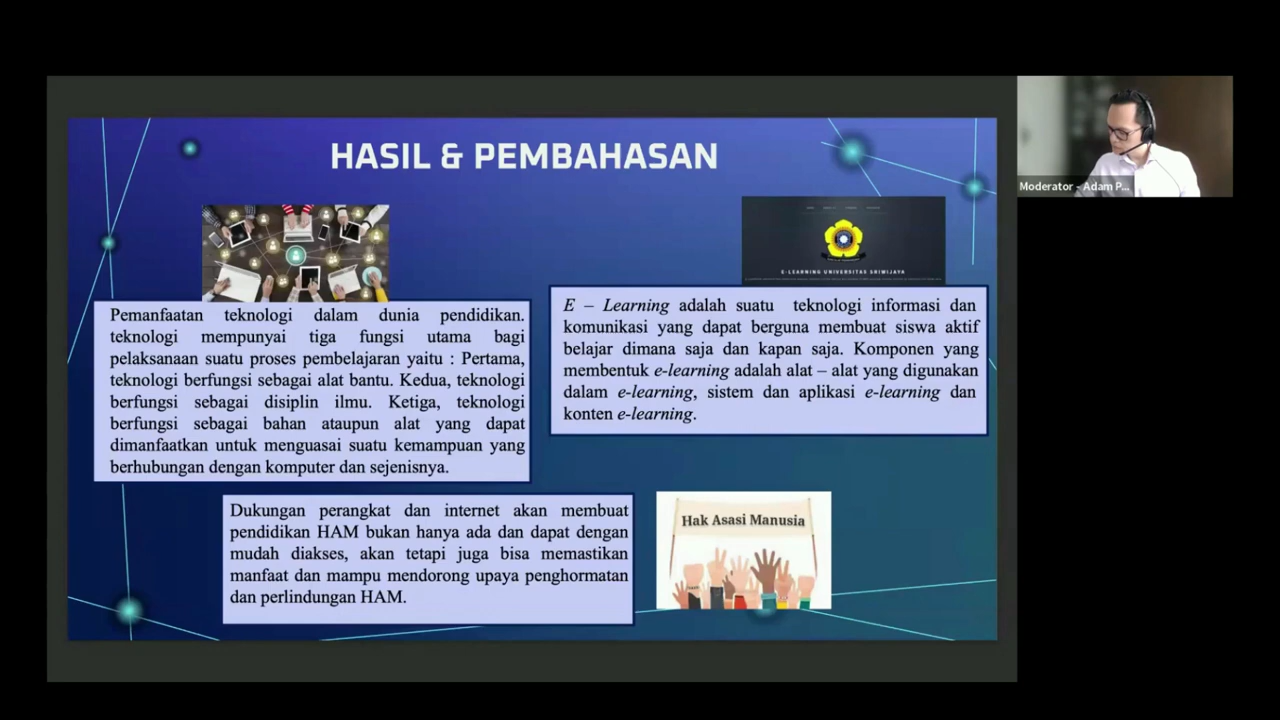 HASIL & PEMBAHASAN
E-LEARNING UNIVERSITAS SRIWIJAYA
Pemanfaatan teknologi dalam dunia pendidikan.
teknologi mempunyai tiga fungsi utama bagi
pelaksanaan suatu proses pembelajaran yaitu : Pertama,
teknologi berfungsi sebagai alat bantu. Kedua, teknologi
berfungsi sebagai disiplin ilmu. Ketiga, teknologi
berfungsi sebagai bahan ataupun alat yang dapat
dimanfaatkan untuk menguasai suatu kemampuan yang
berhubungan dengan komputer dan sejenisnya.
E – Learning adalah suatu teknologi informasi dan
komunikasi yang dapat berguna membuat siswa aktif
belajar dimana saja dan kapan saja. Komponen yang
membentuk e-learning adalah alat – alat yang digunakan
dalam e-learning, sistem dan aplikasi e-learning dan
konten e-learning.
Dukungan perangkat dan internet akan membuat
pendidikan HAM bukan hanya ada dan dapat dengan
mudah diakses, akan tetapi juga bisa memastikan
manfaat dan mampu mendorong upaya penghormatan
dan perlindungan HAM.
Hak Asasi Manusia
Moderator - Adam P...